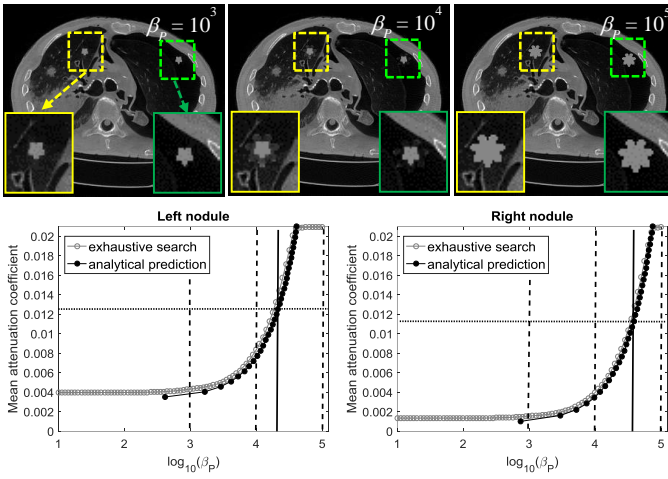 β_P = 10^3
β_P = 10^4
β_P = 10
Left nodule
0.02
0.018
0.016
0.014
0.012
0.01
0.008
0.006
0.004
0.002
0
Mean attenuation coefficient
exhaustive search
analytical prediction
1 2 3 4 5
log10(β_P)
Right nodule
0.02
0.018
0.016
0.014
0.012
0.01
0.008
0.006
0.004
0.002
0
Mean attenuation coefficient
exhaustive search
analytical prediction
1 2 3 4 5
log10(β_P)